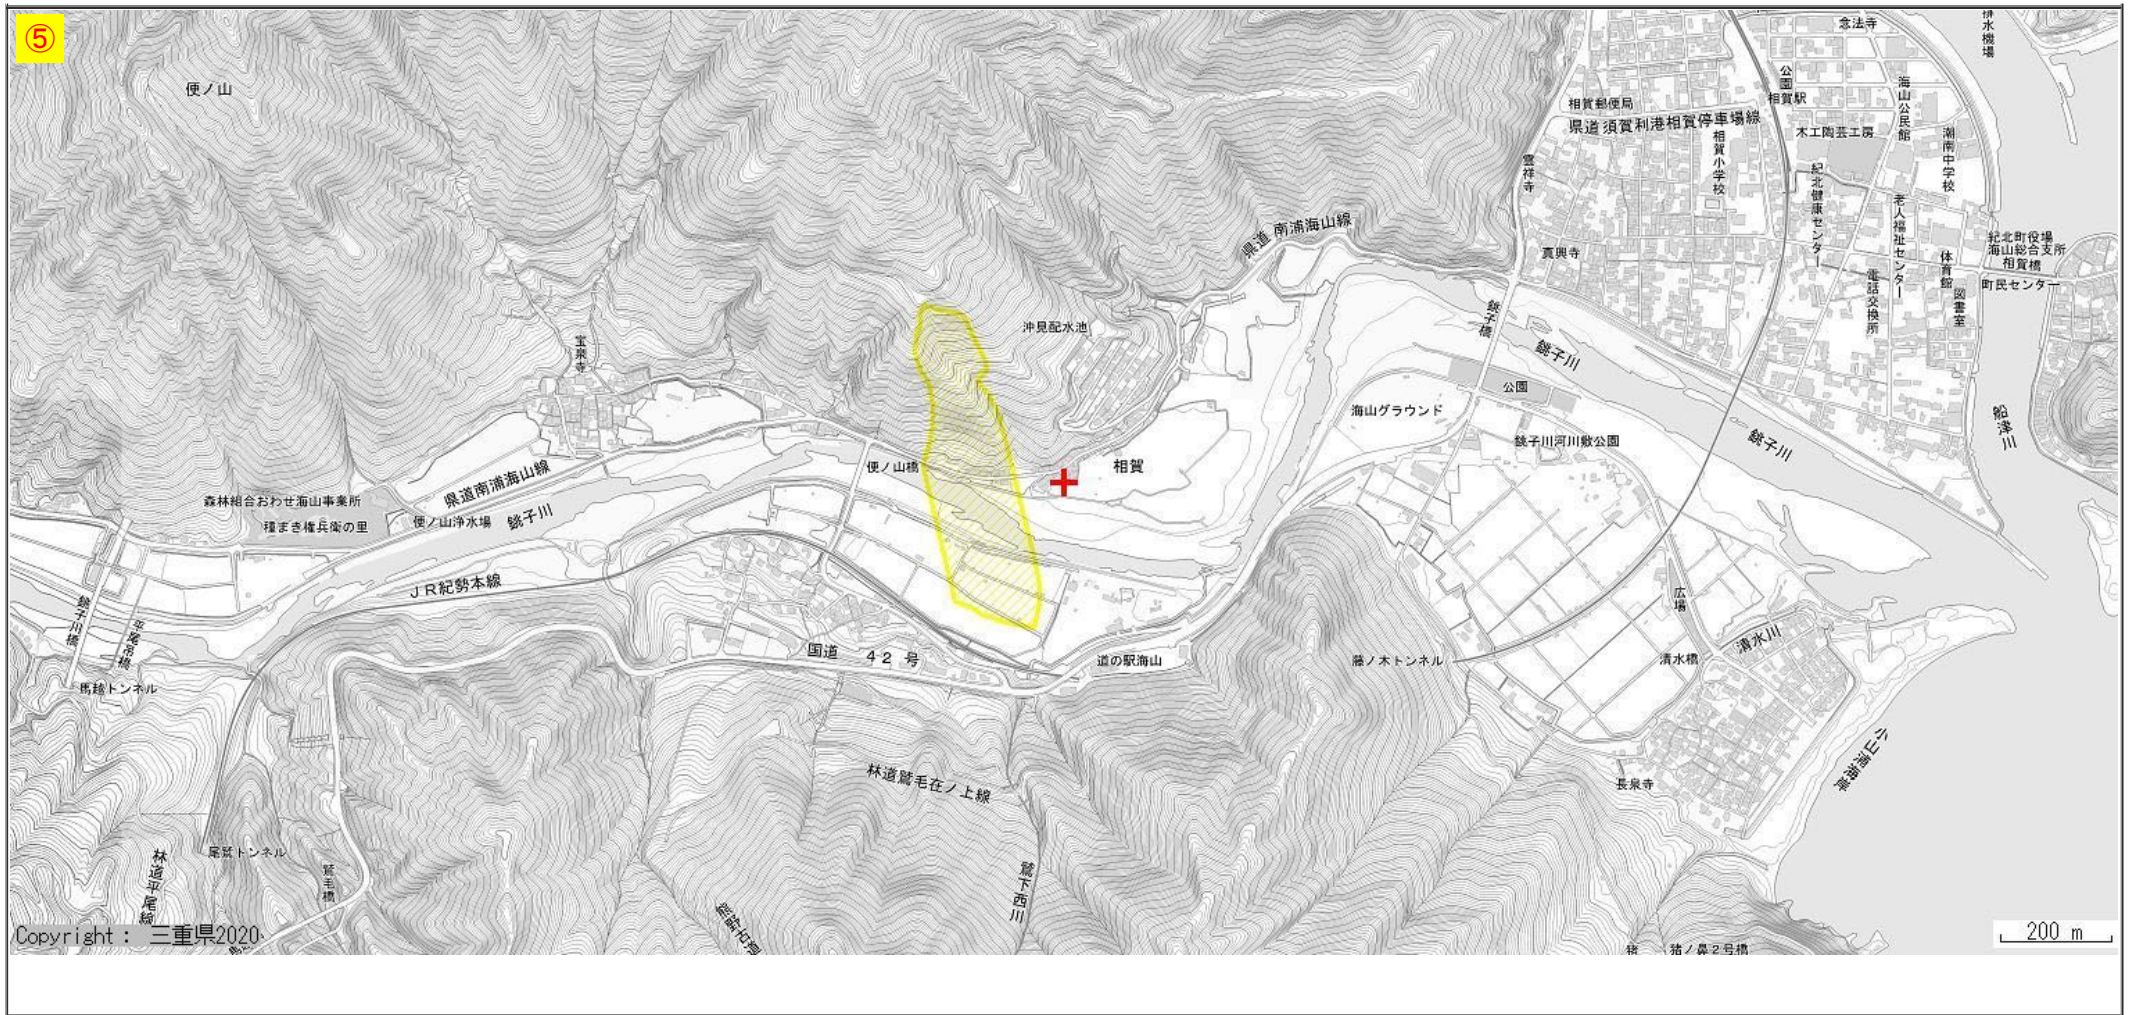 ⑤
念法寺
排水機場
便ノ山
公園
相賀駅
海山公民館
相賀郵便局
県道須賀利港相賀停車場線
木工陶芸工房
潮南中学校
相賀小学校
雲祥寺
紀北健康センター
老人福祉センター
県道 南浦海山線
真興寺
紀北町役場
海山総合支所
相賀橋
体育館
町民センター
電話交換所
図書室
沖見配水池
銚子橋
宝泉寺
銚子川
公園
海山グラウンド
船津川
銚子川河川敷公園
銚子川
便ノ山橋
相賀
県道南浦海山線
森林組合おわせ海山事業所
種まき権兵衛の里
便ノ山浄水場
銚子川
JR紀勢本線
広場
銚子川橋
平尾吊橋
清水川
国道 42号
道の駅海山
藤ノ木トンネル
清水橋
馬越トンネル
小山浦海岸
林道鷲毛在ノ上線
長泉寺
尾鷲トンネル
林道平尾線
鷲毛橋
鷲下西川
熊野古道
Copyright : 三重県2020
猪ノ鼻2号橋
200 m